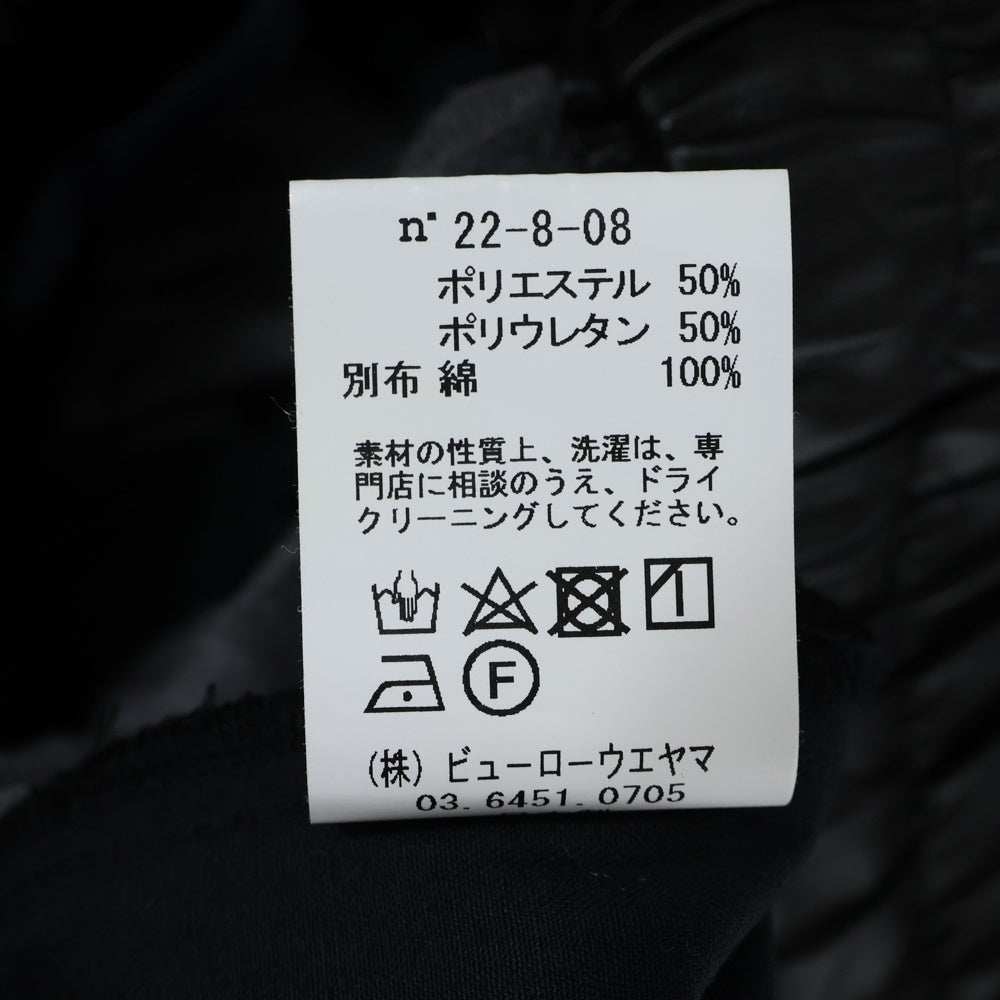 n° 22-8-08
ポリエステル 50%
ポリウレタン 50%
別布 綿 100%
素材の性質上、洗濯は、専
門店に相談のうえ、ドライ
クリーニングしてください。
F
(株) ビューローウエヤマ
03. 6451. 0705